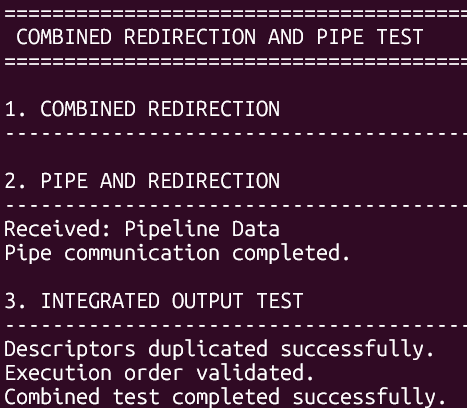 =======================================
COMBINED REDIRECTION AND PIPE TEST
=======================================
1. COMBINED REDIRECTION
---------------------------------------
2. PIPE AND REDIRECTION
---------------------------------------
Received: Pipeline Data
Pipe communication completed.
3. INTEGRATED OUTPUT TEST
---------------------------------------
Descriptors duplicated successfully.
Execution order validated.
Combined test completed successfully.